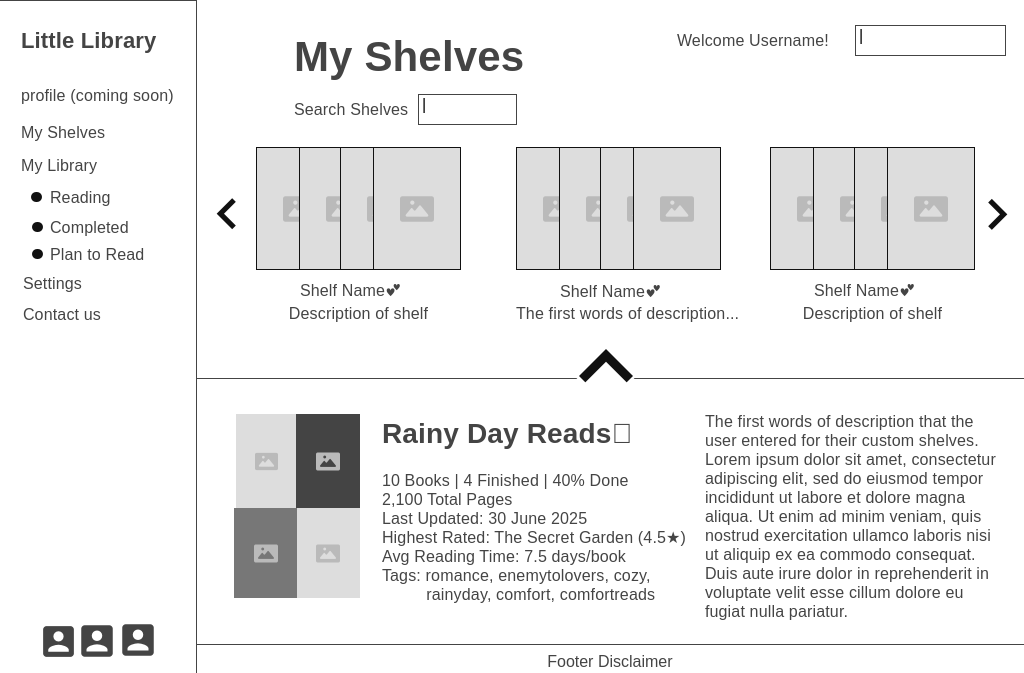 Little Library
profile (coming soon)
My Shelves
My Library
Reading
Completed
Plan to Read
Settings
Contact us
My Shelves
Welcome Username!
Search Shelves
Shelf Name💕
Description of shelf
Shelf Name💕
The first words of description...
Shelf Name💕
Description of shelf
Rainy Day Reads
10 Books | 4 Finished | 40% Done
2,100 Total Pages
Last Updated: 30 June 2025
Highest Rated: The Secret Garden (4.5★)
Avg Reading Time: 7.5 days/book
Tags: romance, enemytolovers, cozy,
rainyday, comfort, comfortreads
The first words of description that the
user entered for their custom shelves.
Lorem ipsum dolor sit amet, consectetur
adipiscing elit, sed do eiusmod tempor
incididunt ut labore et dolore magna
aliqua. Ut enim ad minim veniam, quis
nostrud exercitation ullamco laboris nisi
ut aliquip ex ea commodo consequat.
Duis aute irure dolor in reprehenderit in
voluptate velit esse cillum dolore eu
fugiat nulla pariatur.
Footer Disclaimer